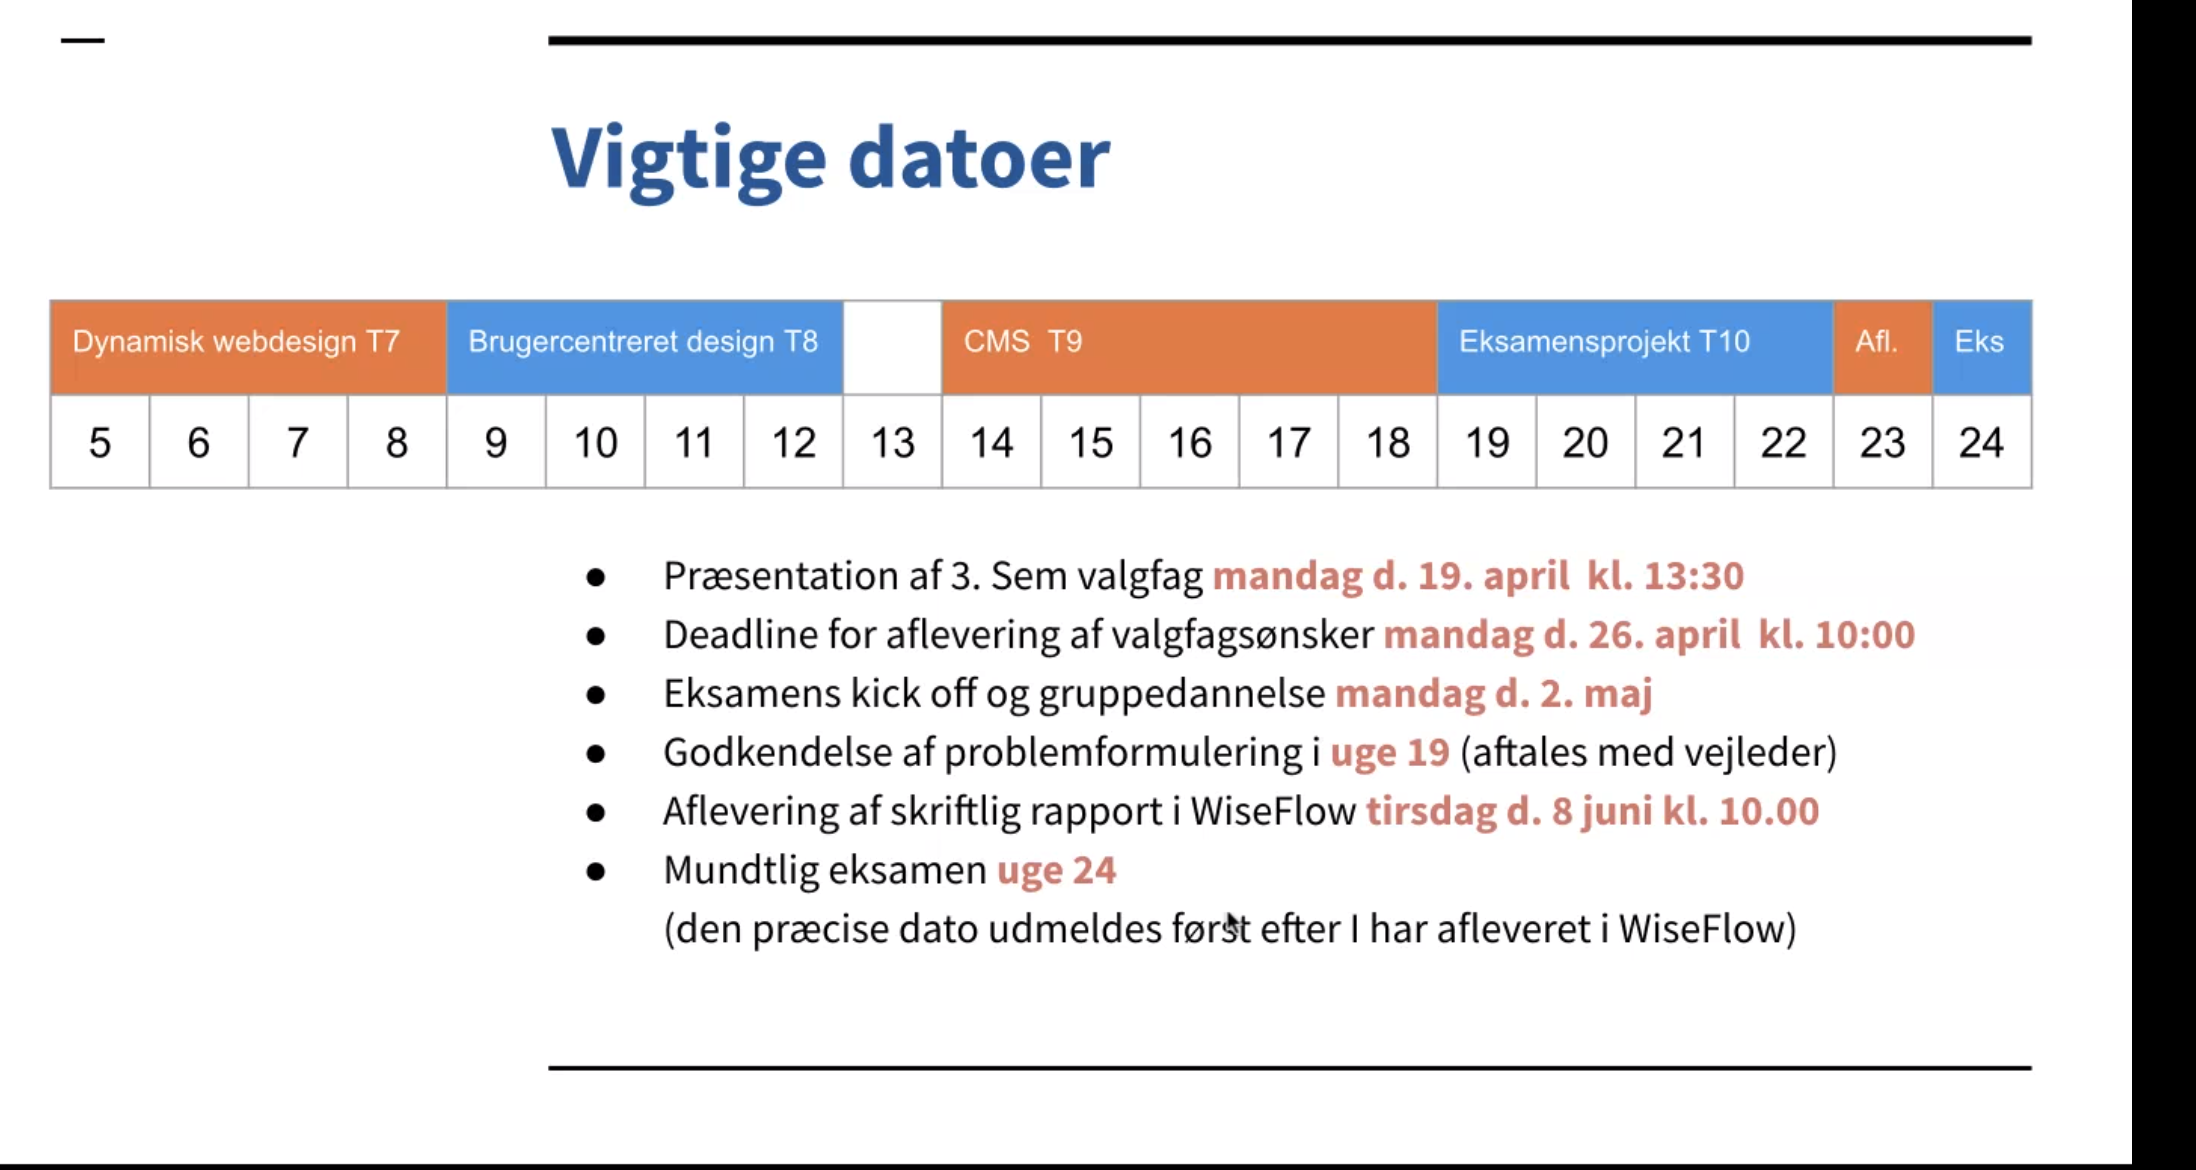 Vigtige datoer
Dynamisk webdesign T7 Brugercentreret design T8 CMS T9 Eksamensprojekt T10 Afl. Eks
5 6 7 8 9 10 11 12 13 14 15 16 17 18 19 20 21 22 23 24
● Præsentation af 3. Sem valgfag mandag d. 19. april kl. 13:30
● Deadline for aflevering af valgfagsønsker mandag d. 26. april kl. 10:00
● Eksamens kick off og gruppedannelse mandag d. 2. maj
● Godkendelse af problemformulering i uge 19 (aftales med vejleder)
● Aflevering af skriftlig rapport i WiseFlow tirsdag d. 8 juni kl. 10.00
● Mundtlig eksamen uge 24
(den præcise dato udmeldes først efter I har afleveret i WiseFlow)